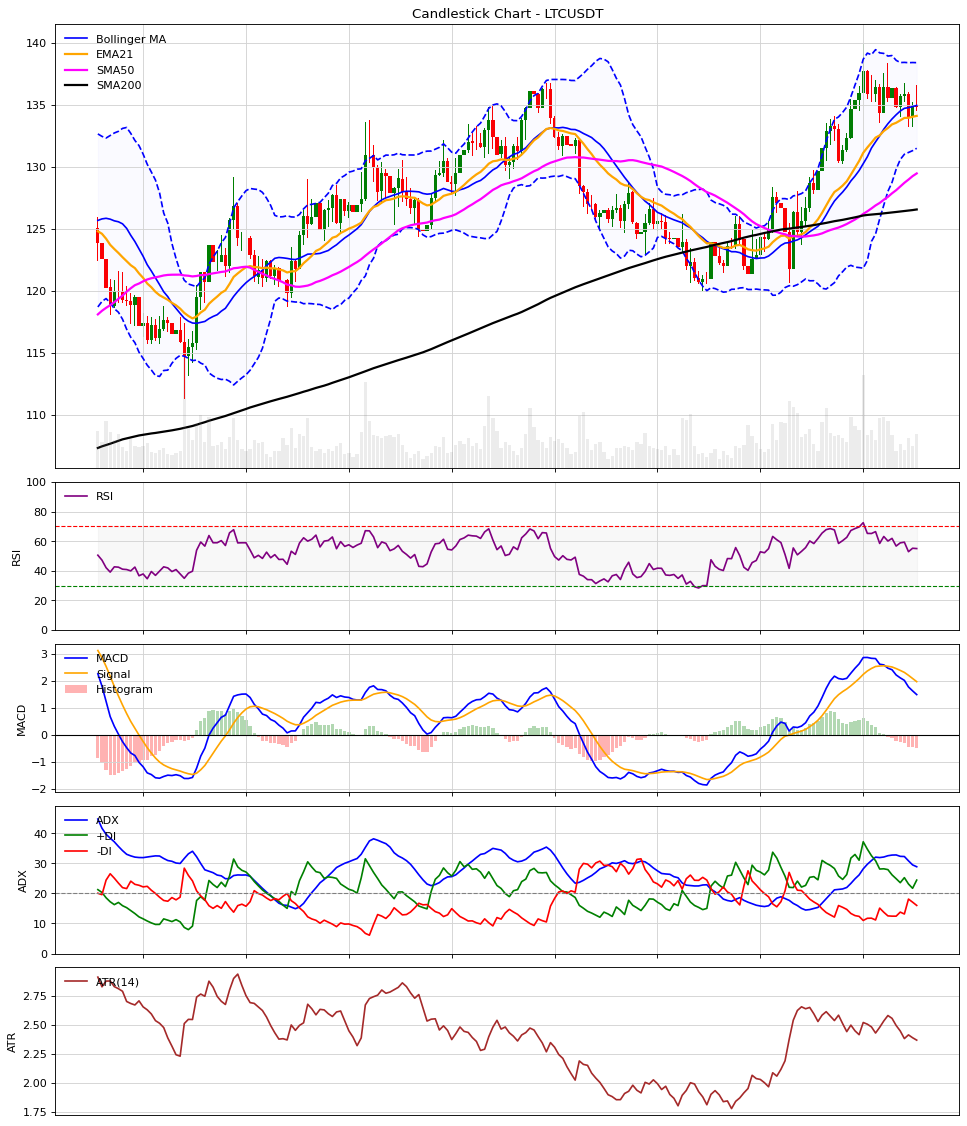 Candlestick Chart - LTCUSDT
140
135
130
125
120
115
110
Bollinger MA
EMA21
SMA50
SMA200
100
80
60
40
20
0
RSI
RSI
3
2
1
0
−1
−2
MACD
MACD
Signal
Histogram
40
30
20
10
0
ADX
ADX
+DI
-DI
2.75
2.50
2.25
2.00
1.75
ATR
ATR(14)